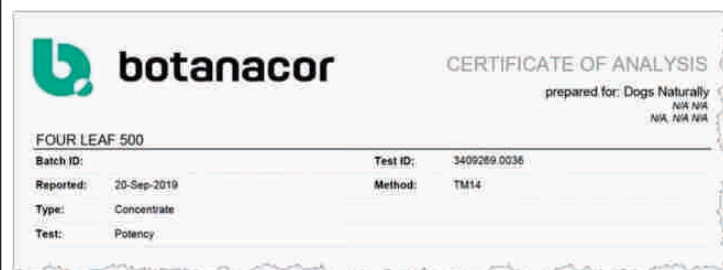 botanacor
CERTIFICATE OF ANALYSIS
prepared for: Dogs Naturally
N/A N/A
N/A, N/A N/A
FOUR LEAF 500
Batch ID: Test ID: 3409269.0036
Reported: 20-Sep-2019 Method: TM14
Type: Concentrate
Test: Potency